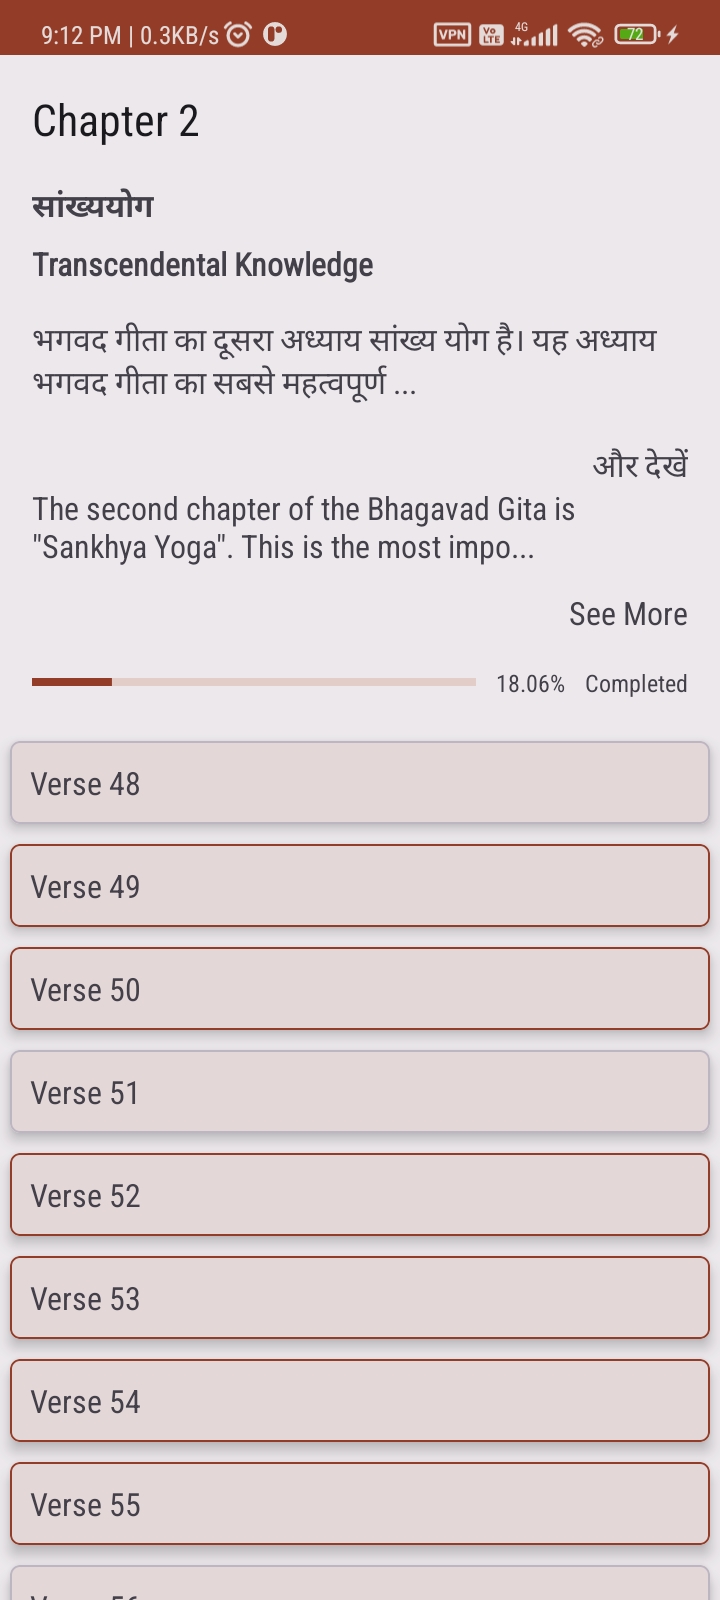 9:12 PM | 0.3KB/s VPN Vo LTE 4G 72
Chapter 2
सांख्ययोग
Transcendental Knowledge
भगवद गीता का दूसरा अध्याय सांख्य योग है। यह अध्याय
भगवद गीता का सबसे महत्वपूर्ण ...
और देखें
The second chapter of the Bhagavad Gita is
"Sankhya Yoga". This is the most impo...
See More
18.06% Completed
Verse 48
Verse 49
Verse 50
Verse 51
Verse 52
Verse 53
Verse 54
Verse 55